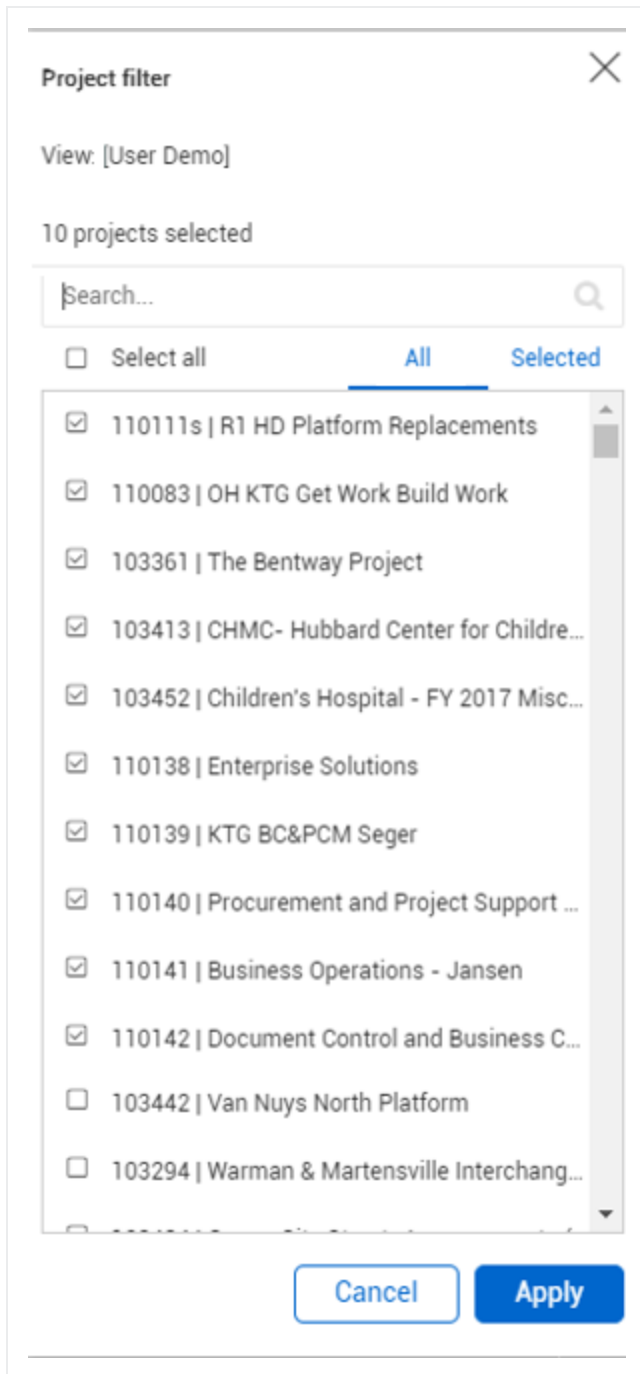 Project filter
View: [User Demo]
10 projects selected
Search...
Select all All Selected
110111s | R1 HD Platform Replacements
110083 | OH KTG Get Work Build Work
103361 | The Bentway Project
103413 | CHMC- Hubbard Center for Childre...
103452 | Children's Hospital - FY 2017 Misc...
110138 | Enterprise Solutions
110139 | KTG BC&PCM Seger
110140 | Procurement and Project Support ...
110141 | Business Operations - Jansen
110142 | Document Control and Business C...
103442 | Van Nuys North Platform
103294 | Warman & Martensville Interchang...
Cancel Apply